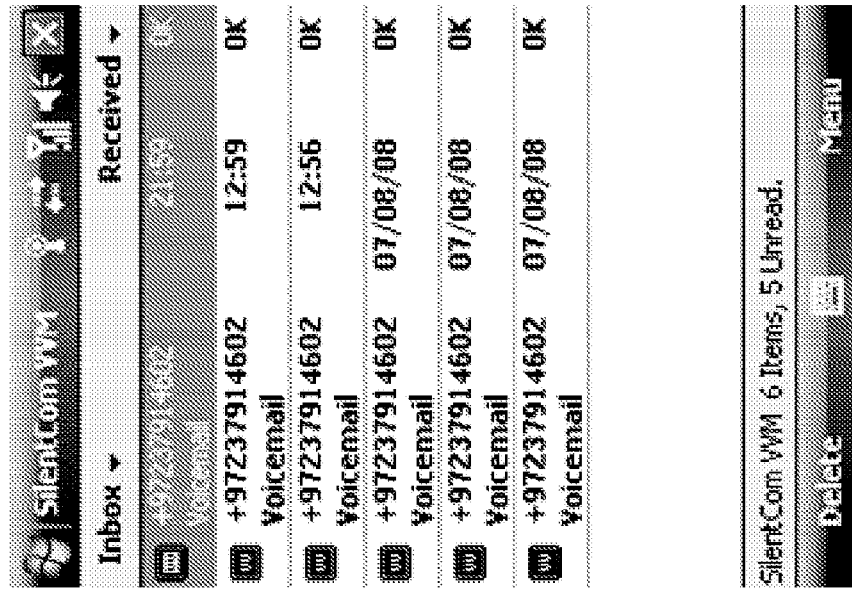 SilentCom VVM
Inbox Received
+97237914602 0K
Voicemail
+97237914602 12:59 0K
Voicemail
+97237914602 12:56 0K
Voicemail
+97237914602 07/08/08 0K
Voicemail
+97237914602 07/08/08 0K
Voicemail
+97237914602 07/08/08 0K
Voicemail
SilentCom VVM 6 Items, 5 Unread.
Delete Menu